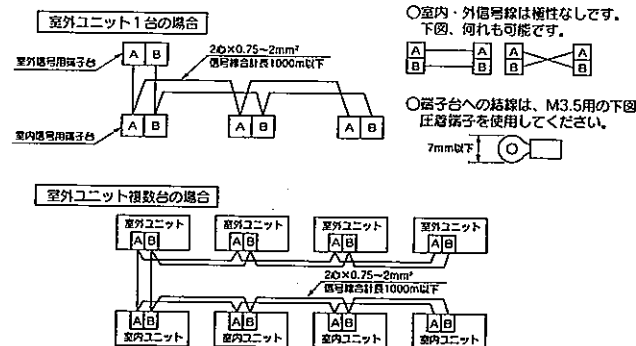 室外ユニット1台の場合
室外信号用端子台
A B
2心×0.75~2mm²
信号線合計長1000m以下
室内信号用端子台
A B
A B
A B
○室内・外信号線は極性なしです。
下図、何れも可能です。
A A A A
B B B B
○端子台への結線は、M3.5用の下図
圧着端子を使用してください。
7mm以下
室外ユニット複数台の場合
室外ユニット 室外ユニット 室外ユニット 室外ユニット
A B A B A B A B
2心×0.75~2mm²
信号線合計長1000m以下
A B A B A B A B
室内ユニット 室内ユニット 室内ユニット 室内ユニット